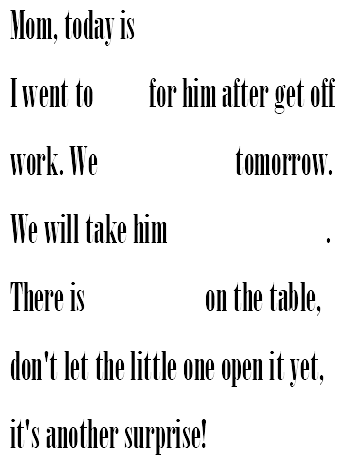 Mom, today is
I went to for him after get off
work. We tomorrow.
We will take him .
There is on the table,
don't let the little one open it yet,
it's another surprise!